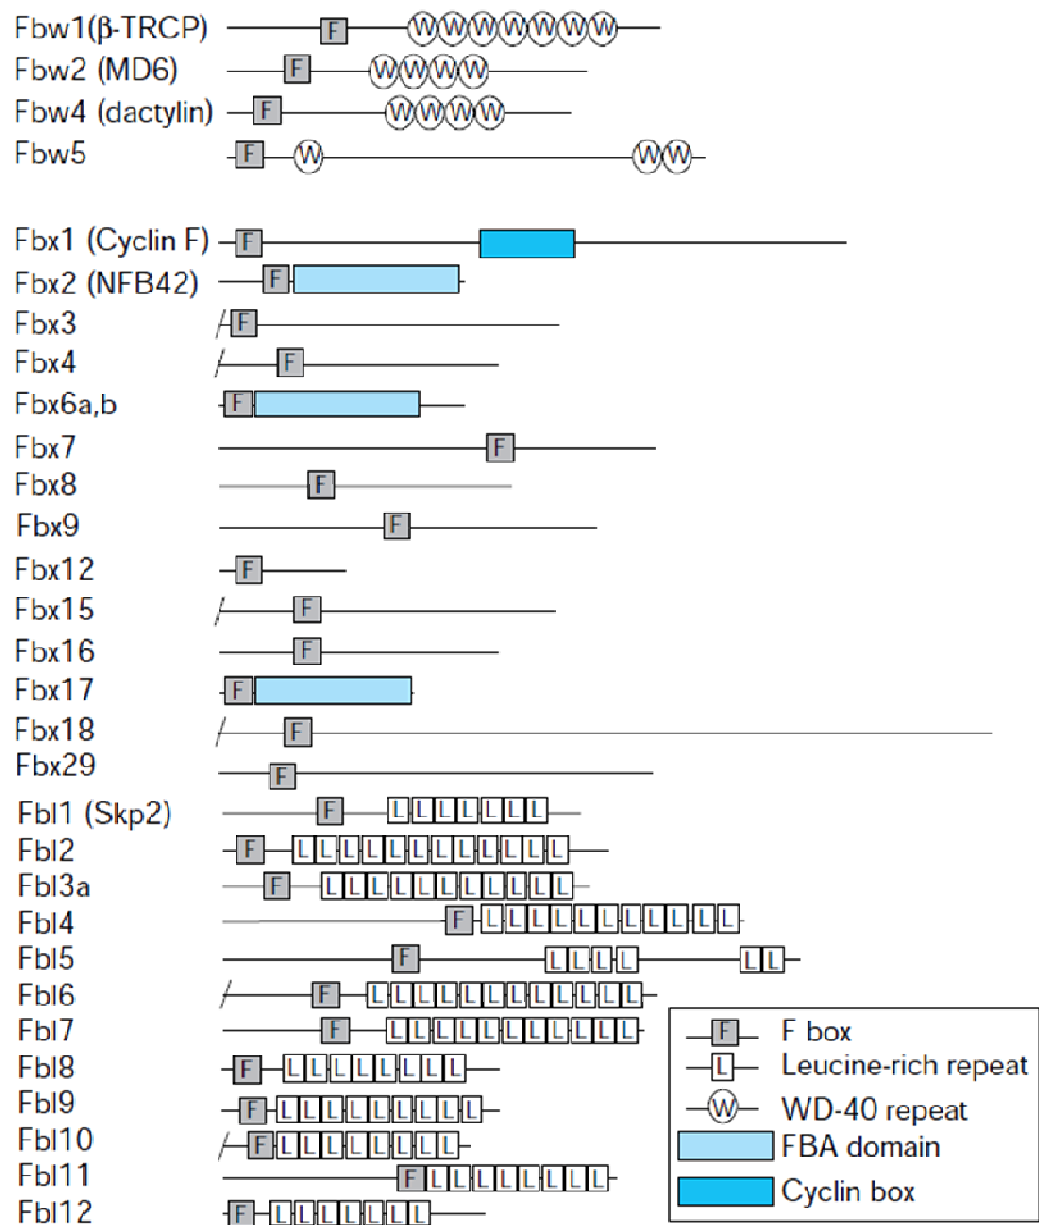 Fbw1(β-TRCP) F W W W W W W W
Fbw2 (MD6) F W W W W
Fbw4 (dactylin) F W W W W
Fbw5 F W W W
Fbx1 (Cyclin F) F
Fbx2 (NFB42) F
Fbx3 F
Fbx4 F
Fbx6a,b F
Fbx7 F
Fbx8 F
Fbx9 F
Fbx12 F
Fbx15 F
Fbx16 F
Fbx17 F
Fbx18 F
Fbx29 F
Fbl1 (Skp2) F L L L L L L L
Fbl2 F L L L L L L L L L L L L
Fbl3a F L L L L L L L L L L L
Fbl4 F L L L L L L L L L L L
Fbl5 F L L L L L L
Fbl6 F L L L L L L L L L L L L
Fbl7 F L L L L L L L L L L L
Fbl8 F L L L L L L L L
Fbl9 F L L L L L L L L L
Fbl10 F L L L L L L L L
Fbl11 F L L L L L L L L
Fbl12 F L L L L L L L
F F box
L Leucine-rich repeat
W WD-40 repeat
FBA domain
Cyclin box